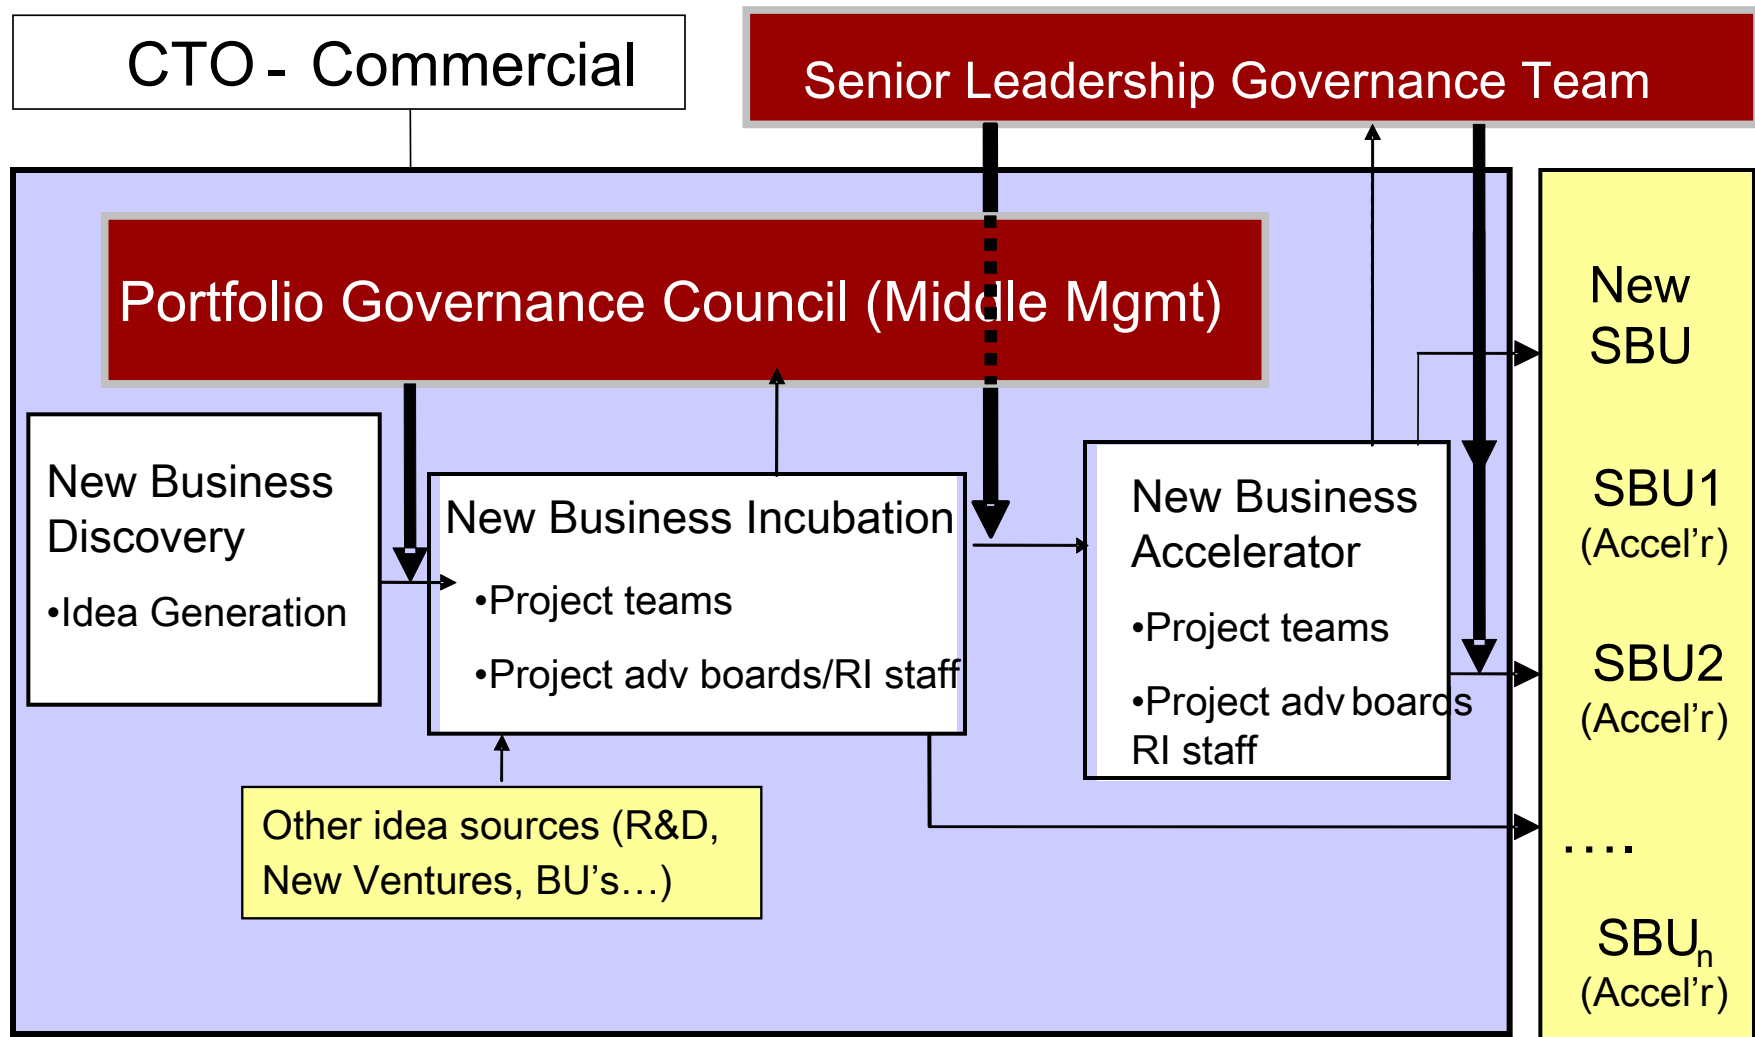 CTO - Commercial
Senior Leadership Governance Team
Portfolio Governance Council (Middle Mgmt)
New Business
Discovery
•Idea Generation
New Business Incubation
•Project teams
•Project adv boards/RI staff
Other idea sources (R&D,
New Ventures, BU’s…)
New Business
Accelerator
•Project teams
•Project adv boards
RI staff
New
SBU
SBU1
(Accel’r)
SBU2
(Accel’r)
....
SBUn
(Accel’r)